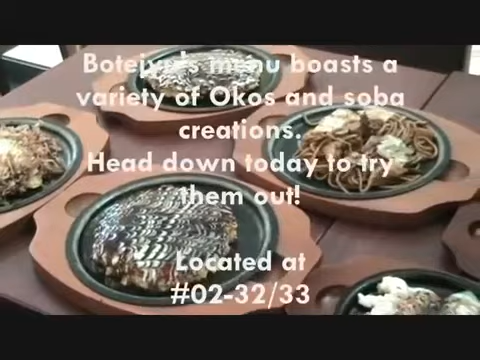 Botejyu's menu boasts a
variety of Okos and soba
creations.
Head down today to try
them out!
Located at
#02-32/33